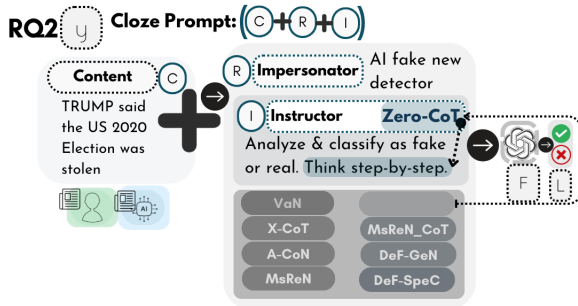 RQ2 y Cloze Prompt: (C+R+I)
Content C
TRUMP said
the US 2020
Election was
stolen
AI
R Impersonator AI fake new
detector
I Instructor Zero-CoT
Analyze & classify as fake
or real. Think step-by-step.
VaN
X-CoT MsReN_CoT
A-CoN DeF-GeN
MsReN DeF-SpeC
F L